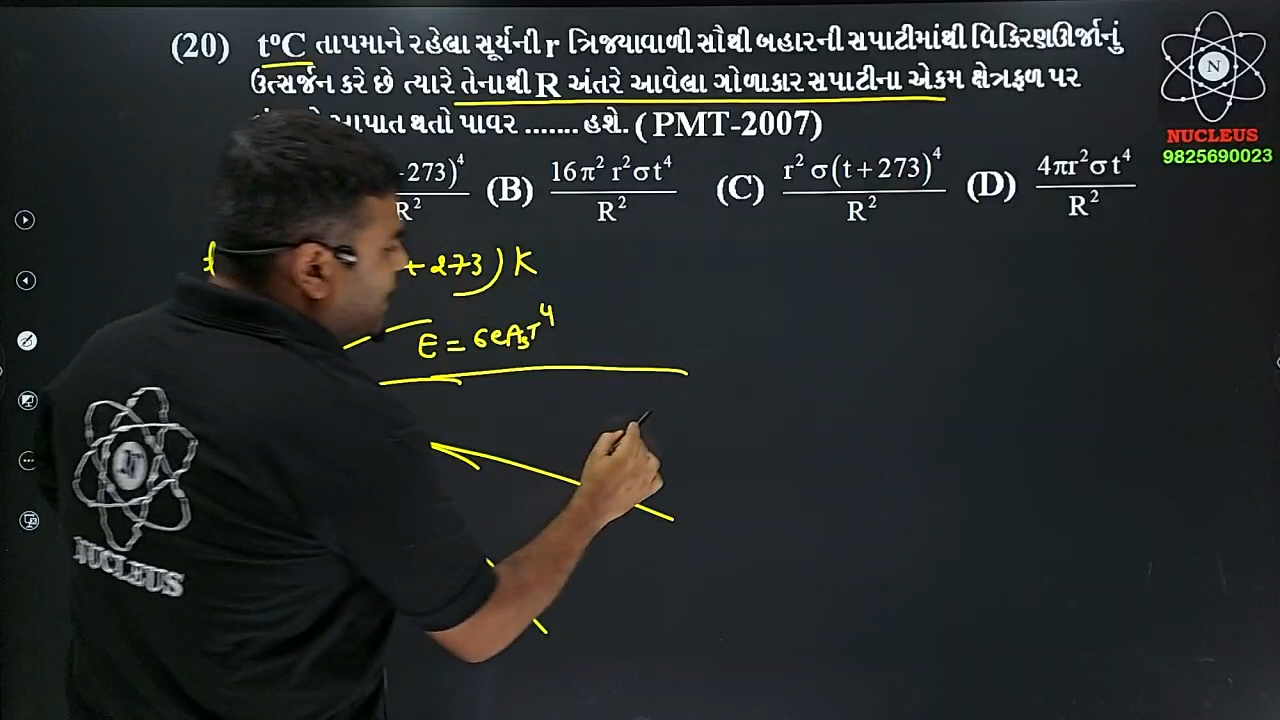 (20) t°C તાપમાને રહેલા સૂર્યની r ત્રિજ્યાવાળી સૌથી બહારની સપાટીમાંથી વિકિરણઊર્જાનું
ઉત્સર્જન કરે છે ત્યારે તેનાથી R અંતરે આવેલા ગોળાકાર સપાટીના એકમ ક્ષેત્રફળ પર
આપાત થતો પાવર ....... હશે. (PMT-2007)
-273)⁴ / R² (B) 16π² r²σt⁴ / R² (C) r² σ(t+273)⁴ / R² (D) 4πr²σt⁴ / R²
+273) K
E = σeAₛT⁴
N
NUCLEUS
9825690023
N
NUCLEUS